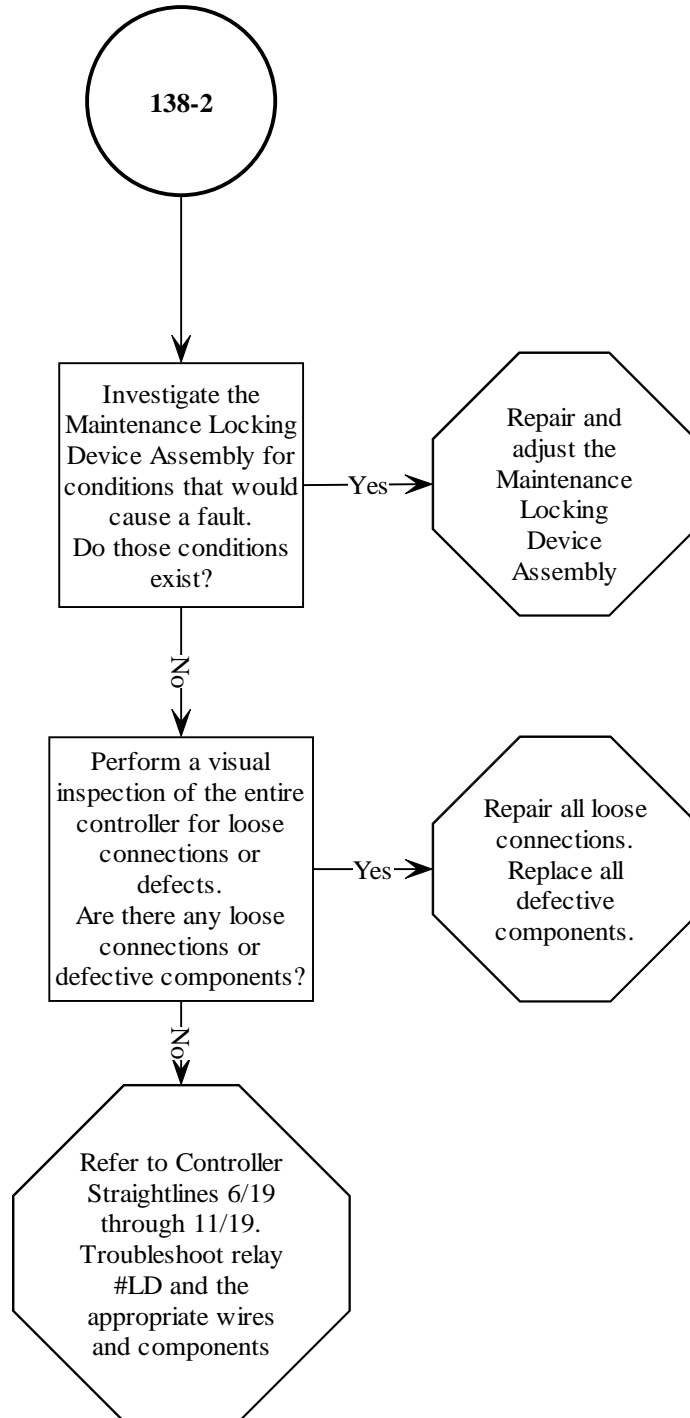 138-2
Investigate the
Maintenance Locking
Device Assembly for
conditions that would
cause a fault.
Do those conditions
exist?
Yes
Repair and
adjust the
Maintenance
Locking
Device
Assembly
No
Perform a visual
inspection of the entire
controller for loose
connections or
defects.
Are there any loose
connections or
defective components?
Yes
Repair all loose
connections.
Replace all
defective
components.
No
Refer to Controller
Straightlines 6/19
through 11/19.
Troubleshoot relay
#LD and the
appropriate wires
and components